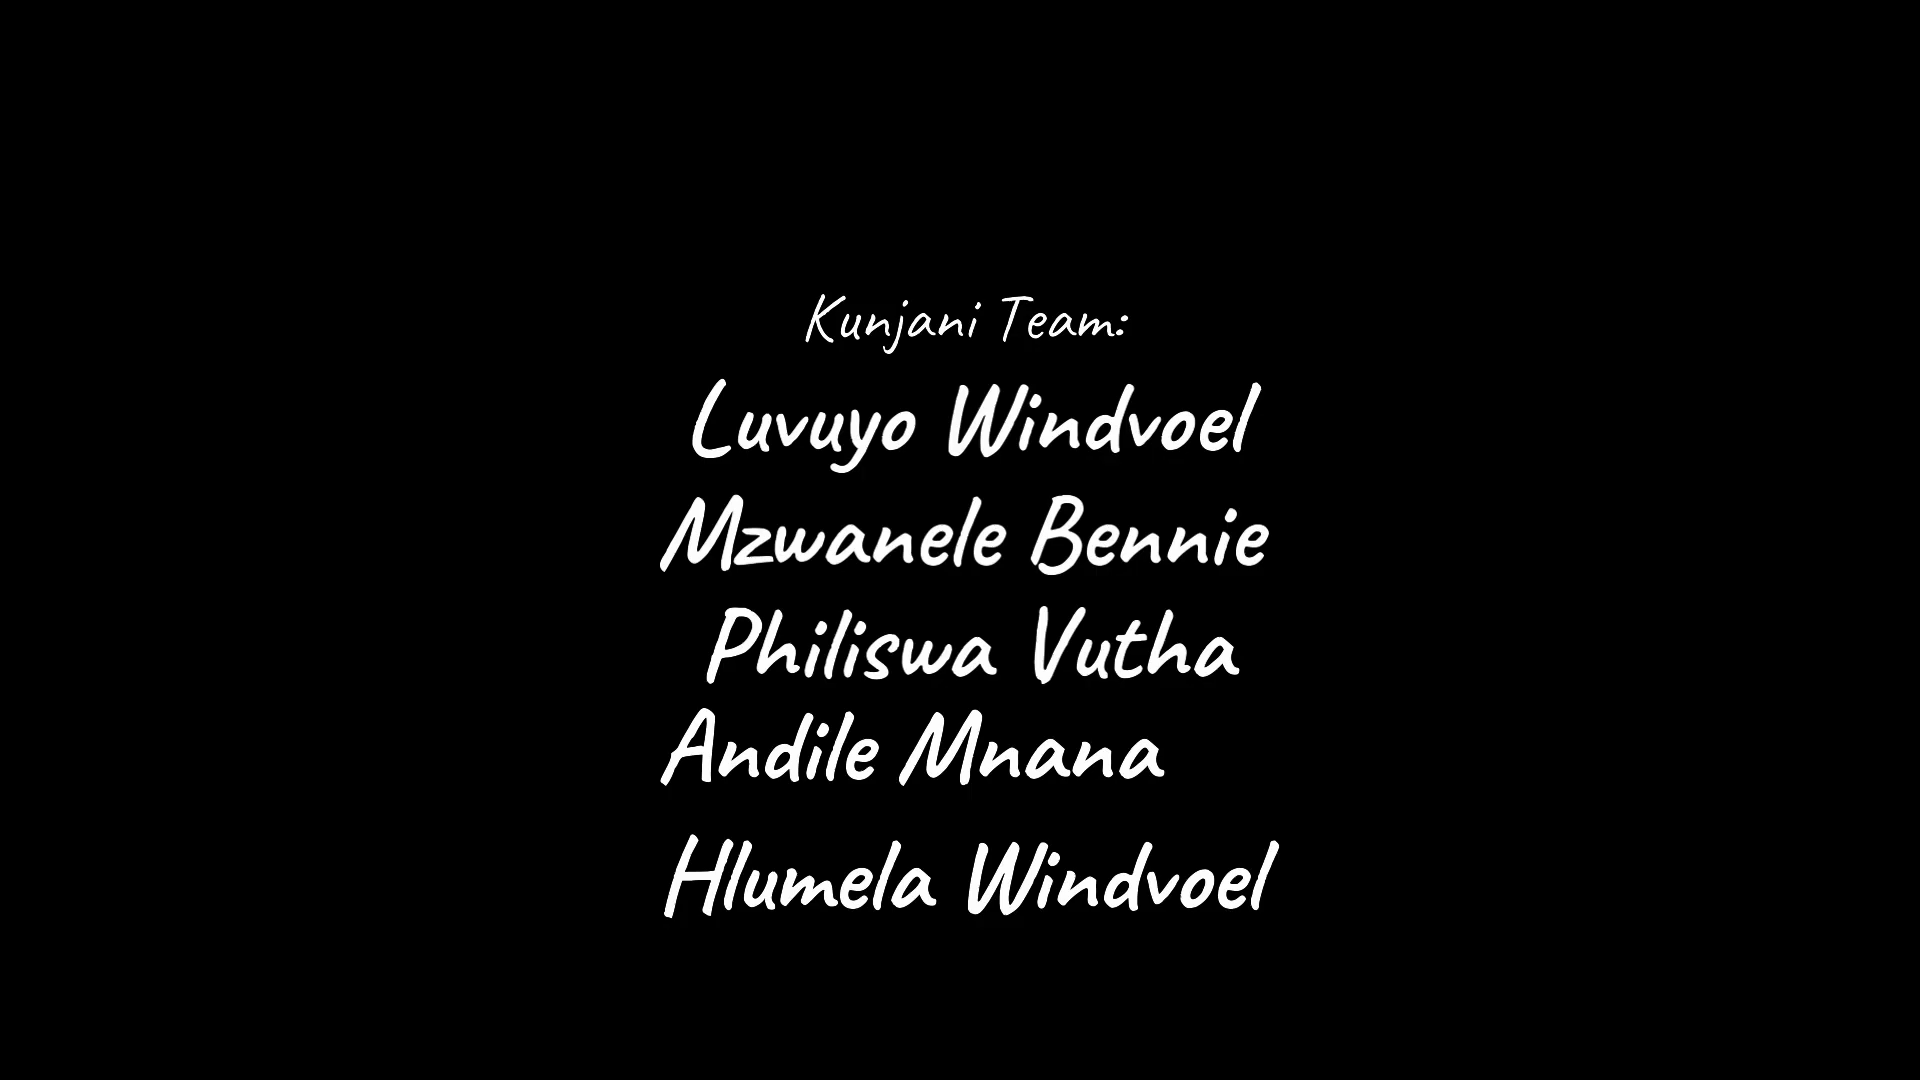 Kunjani Team:
Luvuyo Windvoel
Mzwanele Bennie
Philiswa Vutha
Andile Mnana
Hlumela Windvoel